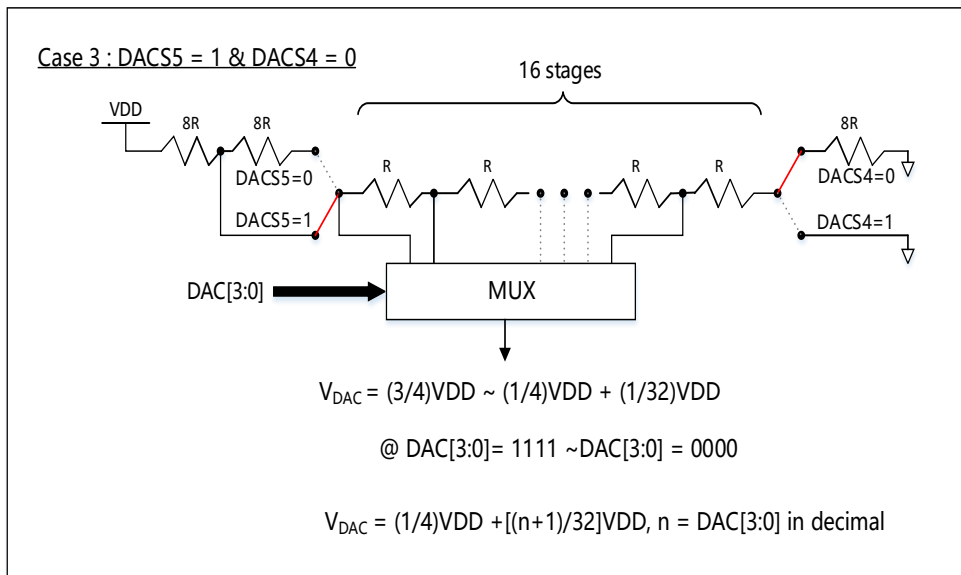 Case 3 : DACS5 = 1 & DACS4 = 0
16 stages
VDD
8R
8R
8R
DACS5=0
R
R
R
R
DACS4=0
DACS5=1
DACS4=1
DAC[3:0]
MUX
V_DAC = (3/4)VDD ~ (1/4)VDD + (1/32)VDD
@ DAC[3:0]= 1111 ~DAC[3:0] = 0000
V_DAC = (1/4)VDD +[(n+1)/32]VDD, n = DAC[3:0] in decimal